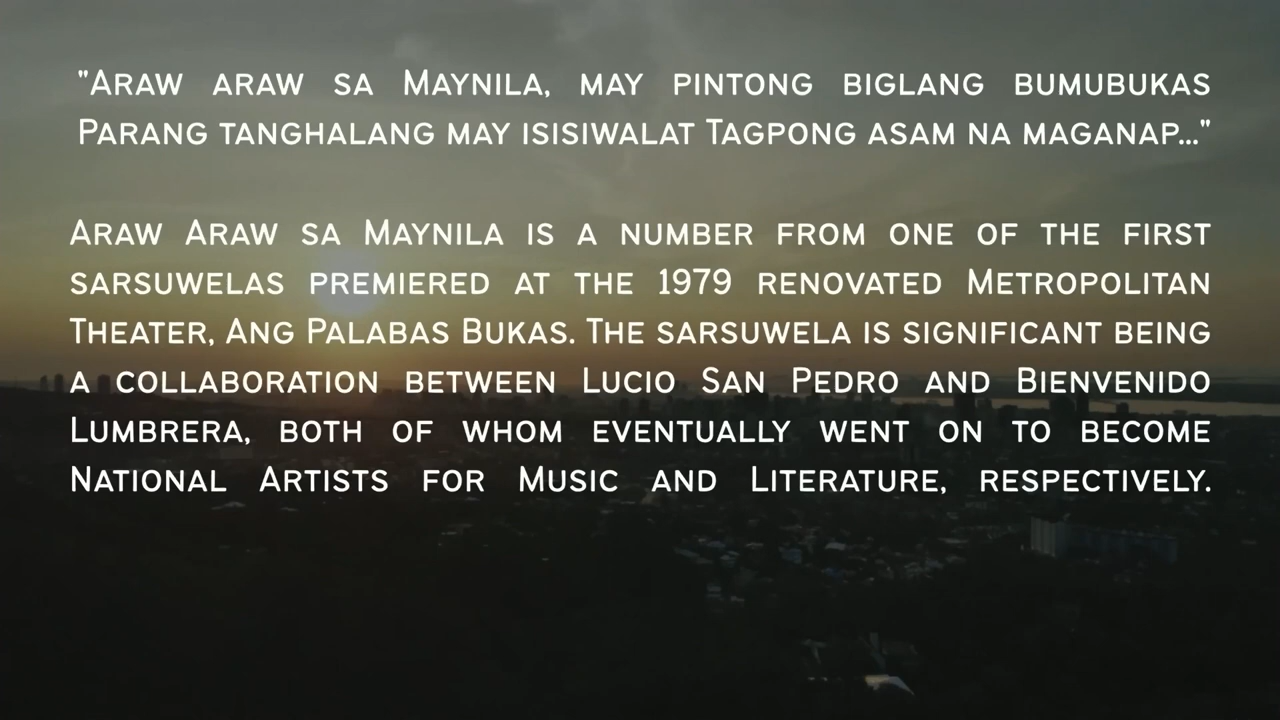 "Araw araw sa Maynila, may pintong biglang bumubukas
Parang tanghalang may isisiwalat Tagpong asam na maganap..."
Araw Araw sa Maynila is a number from one of the first
sarsuwelas premiered at the 1979 renovated Metropolitan
Theater, Ang Palabas Bukas. The sarsuwela is significant being
a collaboration between Lucio San Pedro and Bienvenido
Lumbrera, both of whom eventually went on to become
National Artists for Music and Literature, respectively.